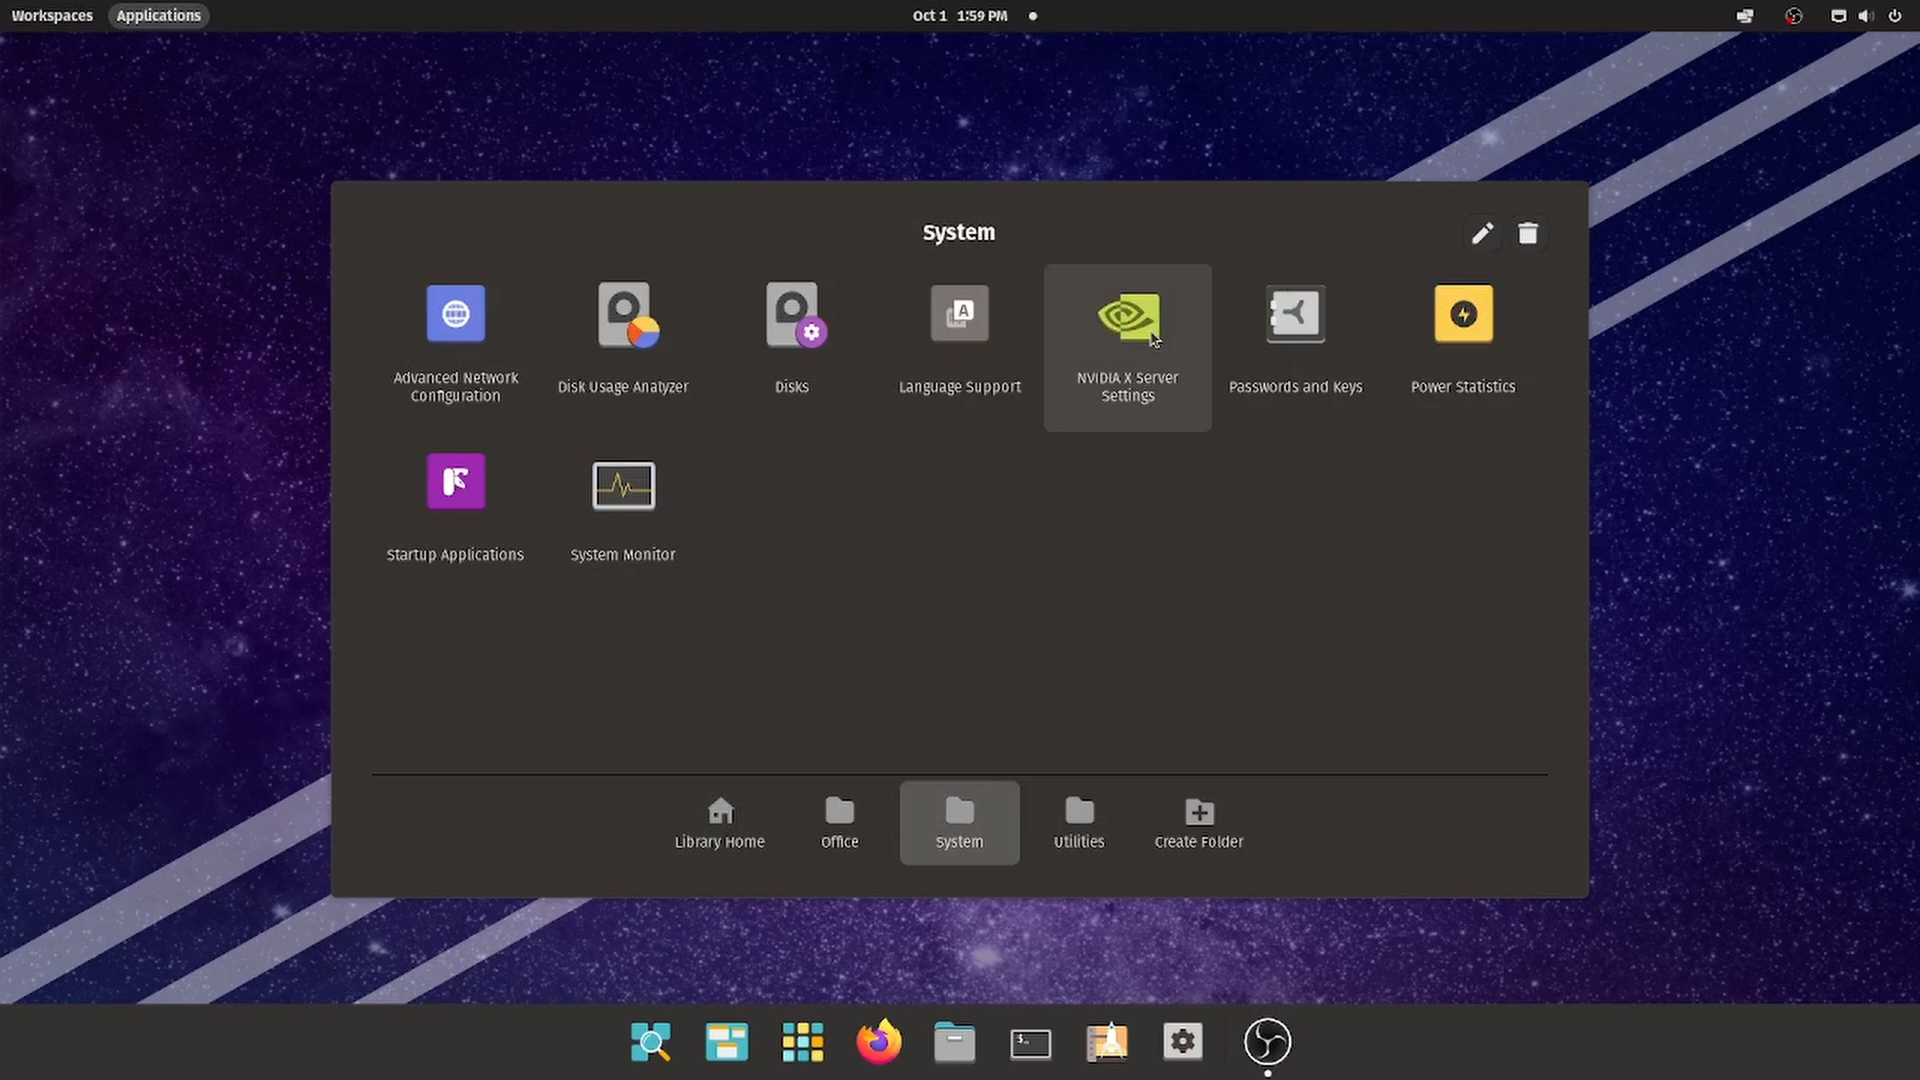 Workspaces
Applications
Oct 1 1:59 PM
System
Advanced Network
Configuration
Disk Usage Analyzer
Disks
Language Support
NVIDIA X Server
Settings
Passwords and Keys
Power Statistics
Startup Applications
System Monitor
Library Home
Office
System
Utilities
Create Folder